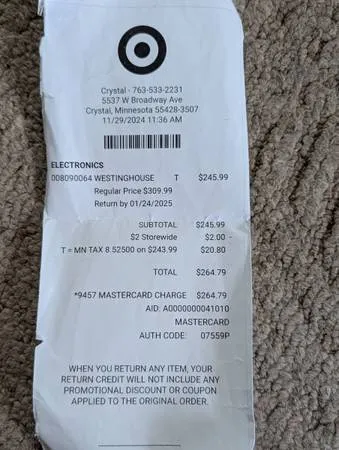 Crystal - 763-533-2231
5537 W Broadway Ave
Crystal, Minnesota 55428-3507
11/29/2024 11:36 AM
ELECTRONICS
008090064 WESTINGHOUSE T $245.99
Regular Price $309.99
Return by 01/24/2025
SUBTOTAL $245.99
$2 Storewide $2.00 -
T = MN TAX 8.52500 on $243.99 $20.80
TOTAL $264.79
*9457 MASTERCARD CHARGE $264.79
AID: A0000000041010
MASTERCARD
AUTH CODE: 07559P
WHEN YOU RETURN ANY ITEM, YOUR
RETURN CREDIT WILL NOT INCLUDE ANY
PROMOTIONAL DISCOUNT OR COUPON
APPLIED TO THE ORIGINAL ORDER.